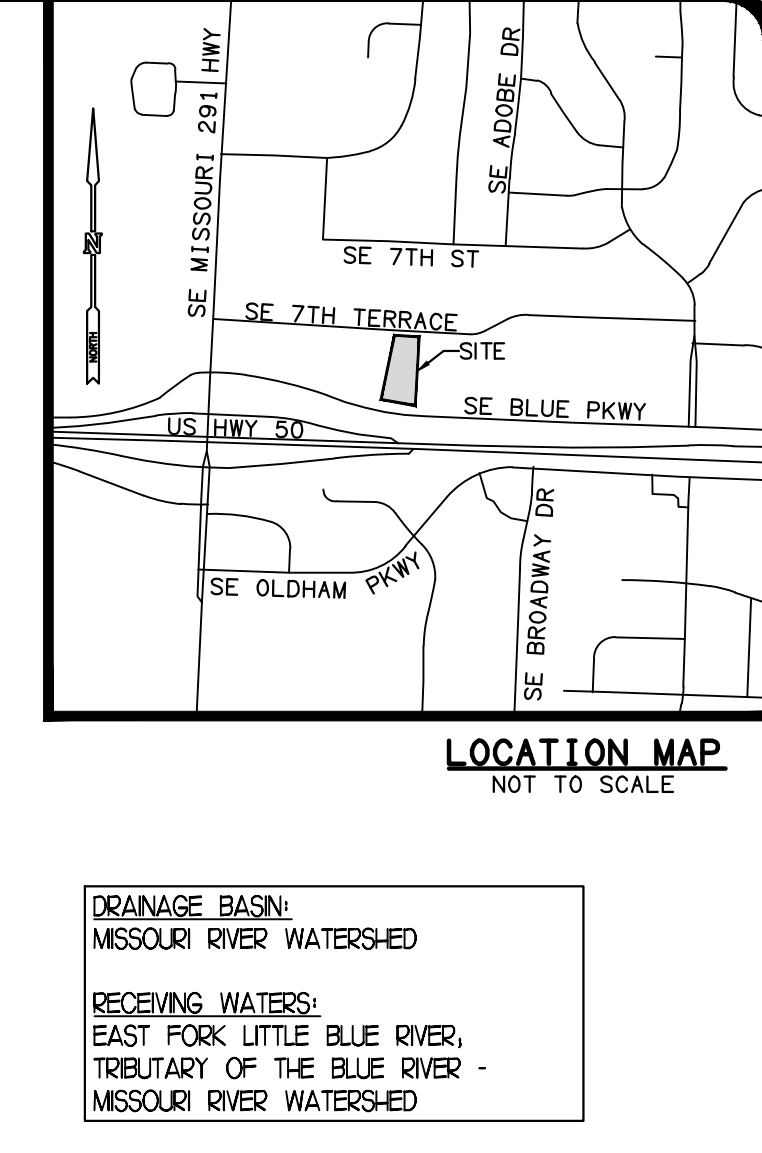 SE MISSOURI 291 HWY
SE ADOBE DR
N
NORTH
SE 7TH ST
SE 7TH TERRACE
SITE
SE BLUE PKWY
US HWY 50
SE OLDHAM PKWY
SE BROADWAY DR
LOCATION MAP
NOT TO SCALE
DRAINAGE BASIN:
MISSOURI RIVER WATERSHED
RECEIVING WATERS:
EAST FORK LITTLE BLUE RIVER,
TRIBUTARY OF THE BLUE RIVER -
MISSOURI RIVER WATERSHED